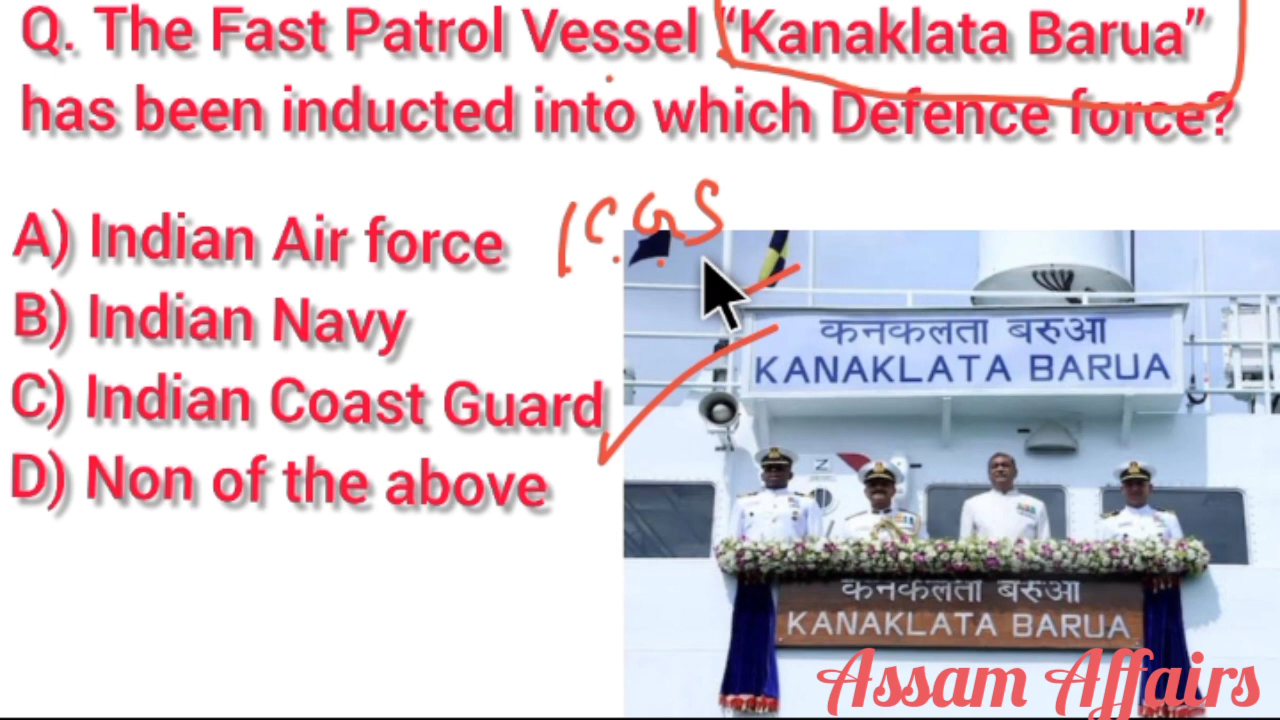 Q. The Fast Patrol Vessel “Kanaklata Barua”
has been inducted into which Defence force?
I.C.G.S
A) Indian Air force
B) Indian Navy
C) Indian Coast Guard
D) Non of the above
कनकलता बरुआ
KANAKLATA BARUA
Z
कनकलता बरुआ
KANAKLATA BARUA
Assam Affairs